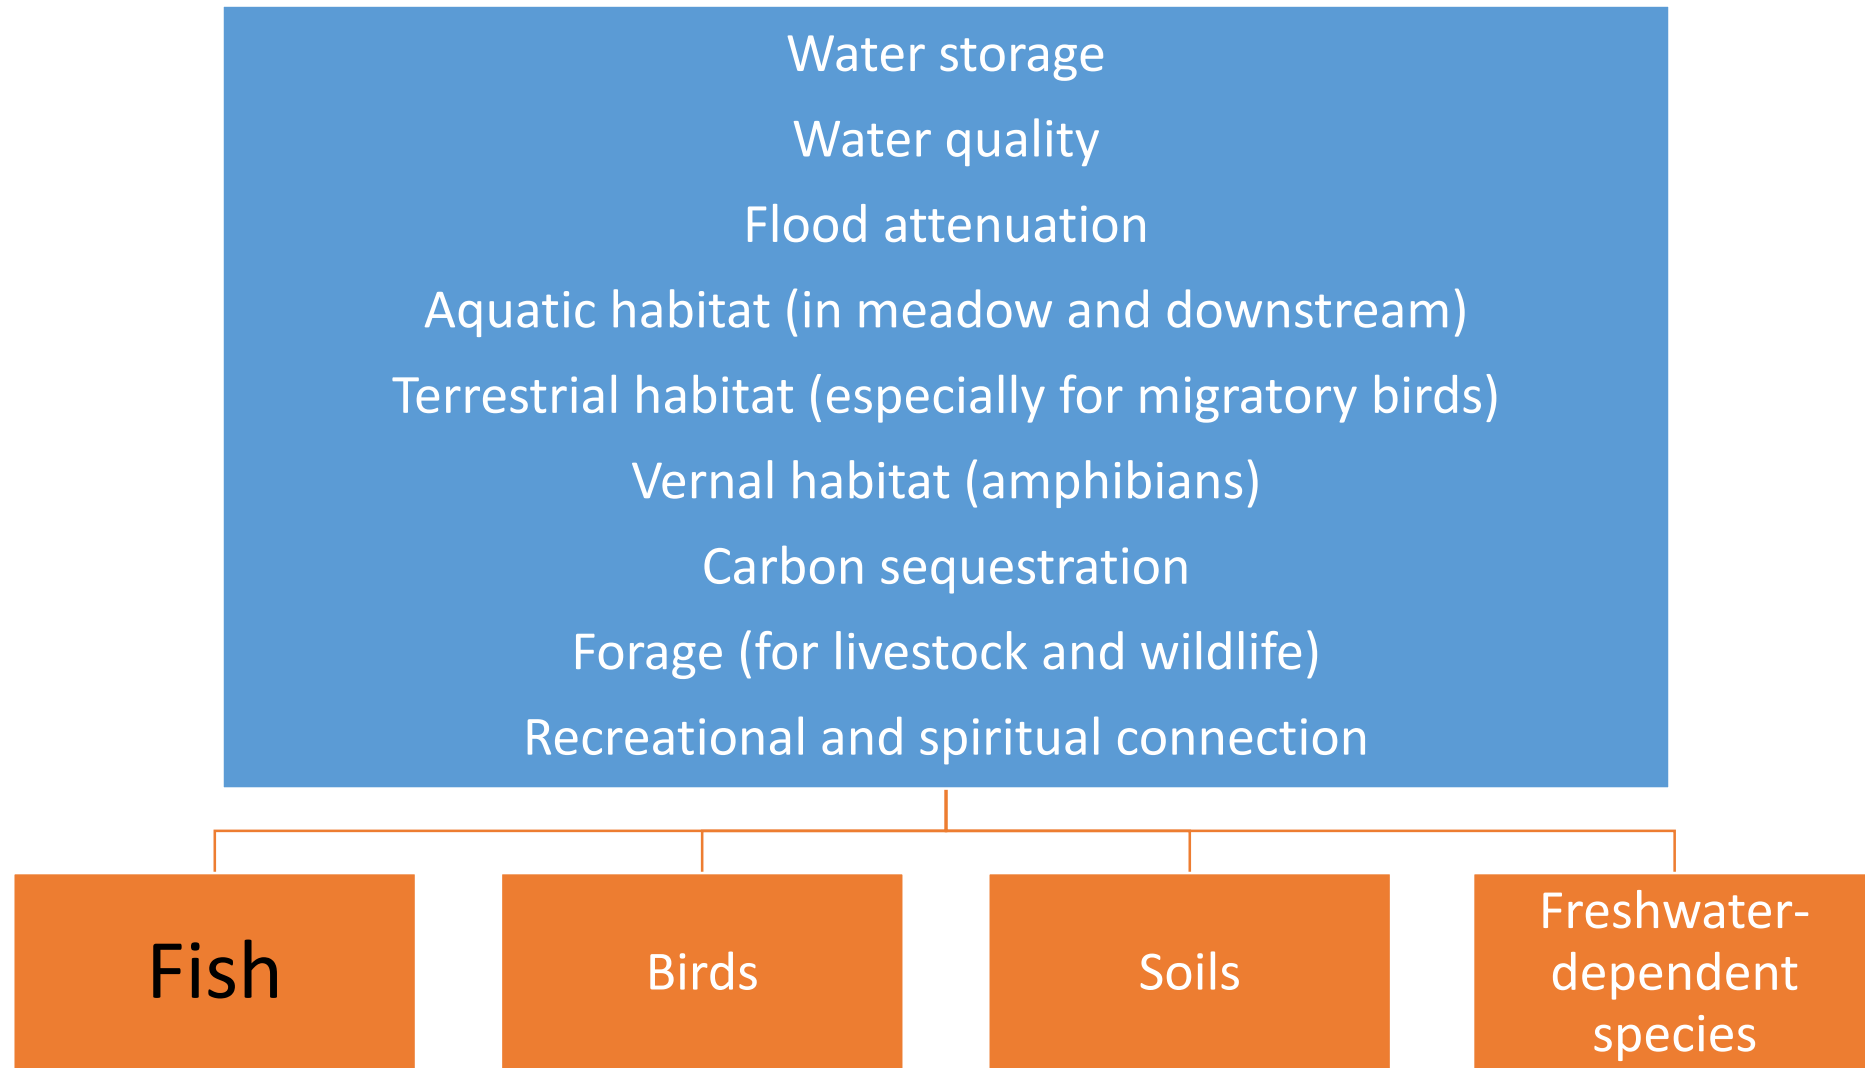 Water storage
Water quality
Flood attenuation
Aquatic habitat (in meadow and downstream)
Terrestrial habitat (especially for migratory birds)
Vernal habitat (amphibians)
Carbon sequestration
Forage (for livestock and wildlife)
Recreational and spiritual connection
Fish
Birds
Soils
Freshwater-
dependent
species